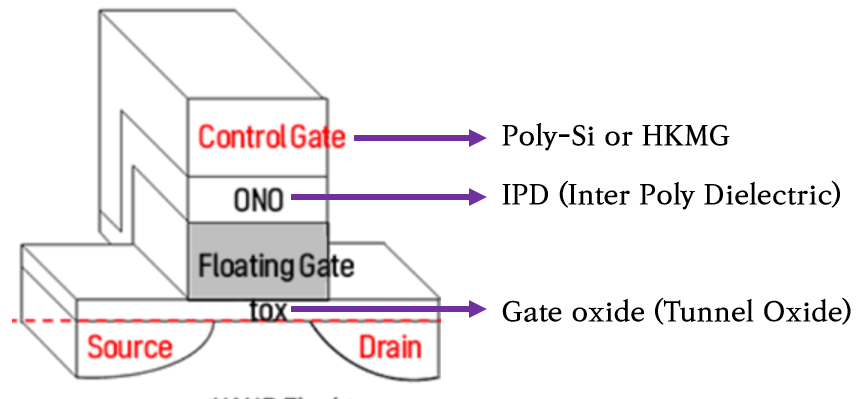 Control Gate
Poly-Si or HKMG
ONO
IPD (Inter Poly Dielectric)
Floating Gate
tox
Gate oxide (Tunnel Oxide)
Source
Drain